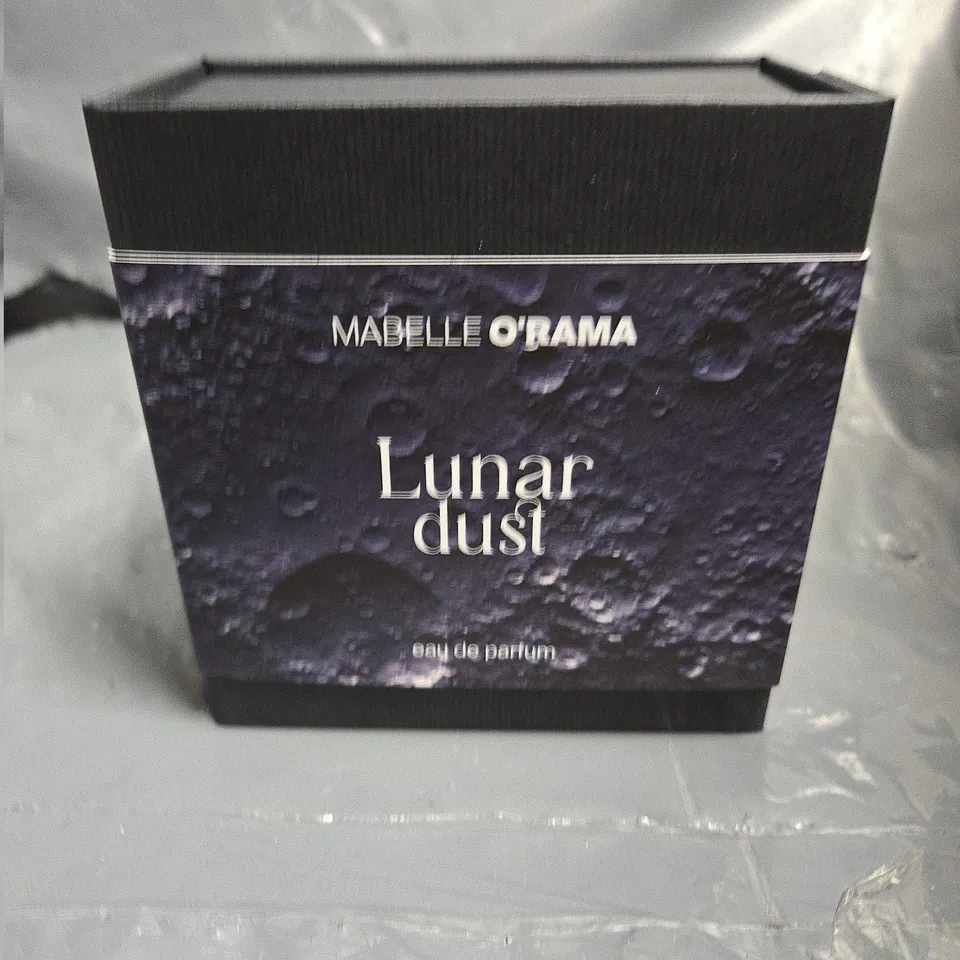 MABELLE O'RAMA
Lunar
dust
eau de parfum